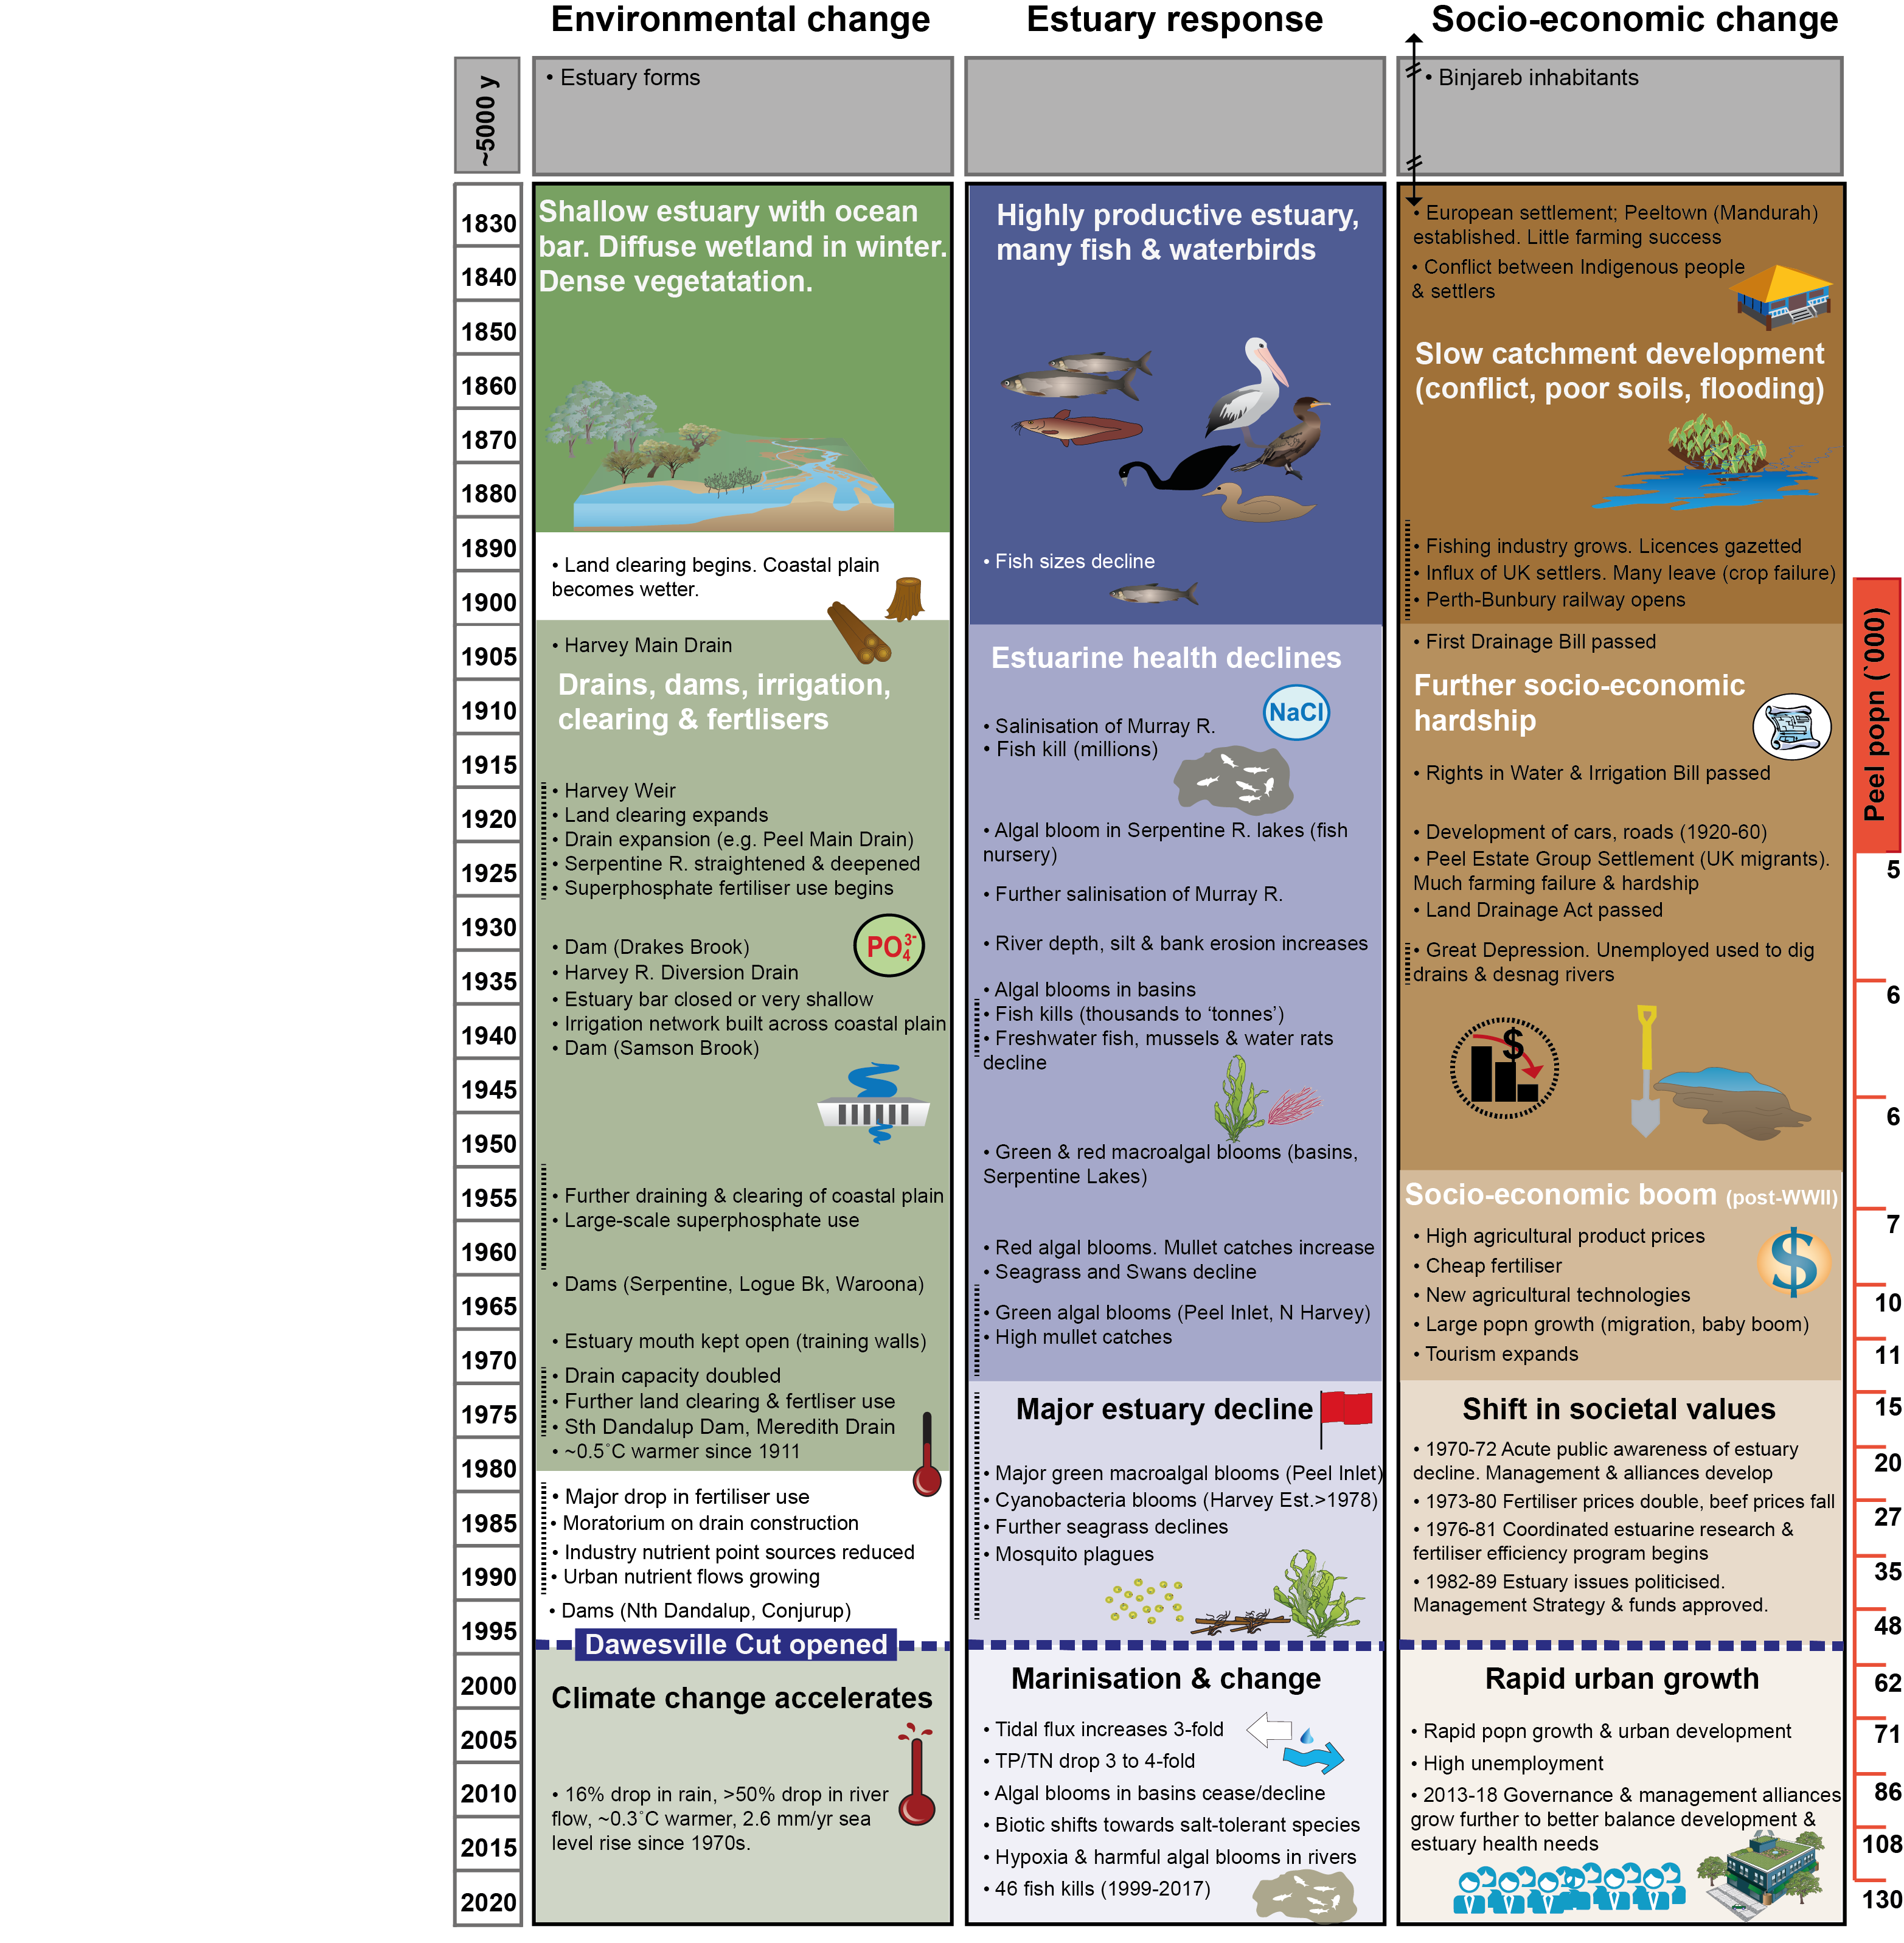 Environmental change
Estuary response
Socio-economic change
~5000 y
• Estuary forms
• Binjareb inhabitants
1830
1840
1850
1860
1870
1880
1890
1900
1905
1910
1915
1920
1925
1930
1935
1940
1945
1950
1955
1960
1965
1970
1975
1980
1985
1990
1995
2000
2005
2010
2015
2020
Shallow estuary with ocean
bar. Diffuse wetland in winter.
Dense vegetatation.
• Land clearing begins. Coastal plain
becomes wetter.
• Harvey Main Drain
Drains, dams, irrigation,
clearing & fertlisers
• Harvey Weir
• Land clearing expands
• Drain expansion (e.g. Peel Main Drain)
• Serpentine R. straightened & deepened
• Superphosphate fertiliser use begins
PO₄³⁻
• Dam (Drakes Brook)
• Harvey R. Diversion Drain
• Estuary bar closed or very shallow
• Irrigation network built across coastal plain
• Dam (Samson Brook)
• Further draining & clearing of coastal plain
• Large-scale superphosphate use
• Dams (Serpentine, Logue Bk, Waroona)
• Estuary mouth kept open (training walls)
• Drain capacity doubled
• Further land clearing & fertliser use
• Sth Dandalup Dam, Meredith Drain
• ~0.5˚C warmer since 1911
• Major drop in fertiliser use
• Moratorium on drain construction
• Industry nutrient point sources reduced
• Urban nutrient flows growing
• Dams (Nth Dandalup, Conjurup)
Dawesville Cut opened
Climate change accelerates
• 16% drop in rain, >50% drop in river
flow, ~0.3˚C warmer, 2.6 mm/yr sea
level rise since 1970s.
Highly productive estuary,
many fish & waterbirds
• Fish sizes decline
Estuarine health declines
NaCl
• Salinisation of Murray R.
• Fish kill (millions)
• Algal bloom in Serpentine R. lakes (fish
nursery)
• Further salinisation of Murray R.
• River depth, silt & bank erosion increases
• Algal blooms in basins
• Fish kills (thousands to ‘tonnes’)
• Freshwater fish, mussels & water rats
decline
• Green & red macroalgal blooms (basins,
Serpentine Lakes)
• Red algal blooms. Mullet catches increase
• Seagrass and Swans decline
• Green algal blooms (Peel Inlet, N Harvey)
• High mullet catches
Major estuary decline
• Major green macroalgal blooms (Peel Inlet)
• Cyanobacteria blooms (Harvey Est.>1978)
• Further seagrass declines
• Mosquito plagues
Marinisation & change
• Tidal flux increases 3-fold
• TP/TN drop 3 to 4-fold
• Algal blooms in basins cease/decline
• Biotic shifts towards salt-tolerant species
• Hypoxia & harmful algal blooms in rivers
• 46 fish kills (1999-2017)
• European settlement; Peeltown (Mandurah)
established. Little farming success
• Conflict between Indigenous people
& settlers
Slow catchment development
(conflict, poor soils, flooding)
• Fishing industry grows. Licences gazetted
• Influx of UK settlers. Many leave (crop failure)
• Perth-Bunbury railway opens
• First Drainage Bill passed
Further socio-economic
hardship
• Rights in Water & Irrigation Bill passed
• Development of cars, roads (1920-60)
• Peel Estate Group Settlement (UK migrants).
Much farming failure & hardship
• Land Drainage Act passed
• Great Depression. Unemployed used to dig
drains & desnag rivers
$
Socio-economic boom (post-WWII)
• High agricultural product prices
• Cheap fertiliser
• New agricultural technologies
• Large popn growth (migration, baby boom)
• Tourism expands
$
Shift in societal values
• 1970-72 Acute public awareness of estuary
decline. Management & alliances develop
• 1973-80 Fertiliser prices double, beef prices fall
• 1976-81 Coordinated estuarine research &
fertiliser efficiency program begins
• 1982-89 Estuary issues politicised.
Management Strategy & funds approved.
Rapid urban growth
• Rapid popn growth & urban development
• High unemployment
• 2013-18 Governance & management alliances
grow further to better balance development &
estuary health needs
Peel popn (`000)
5
6
6
7
10
11
15
20
27
35
48
62
71
86
108
130